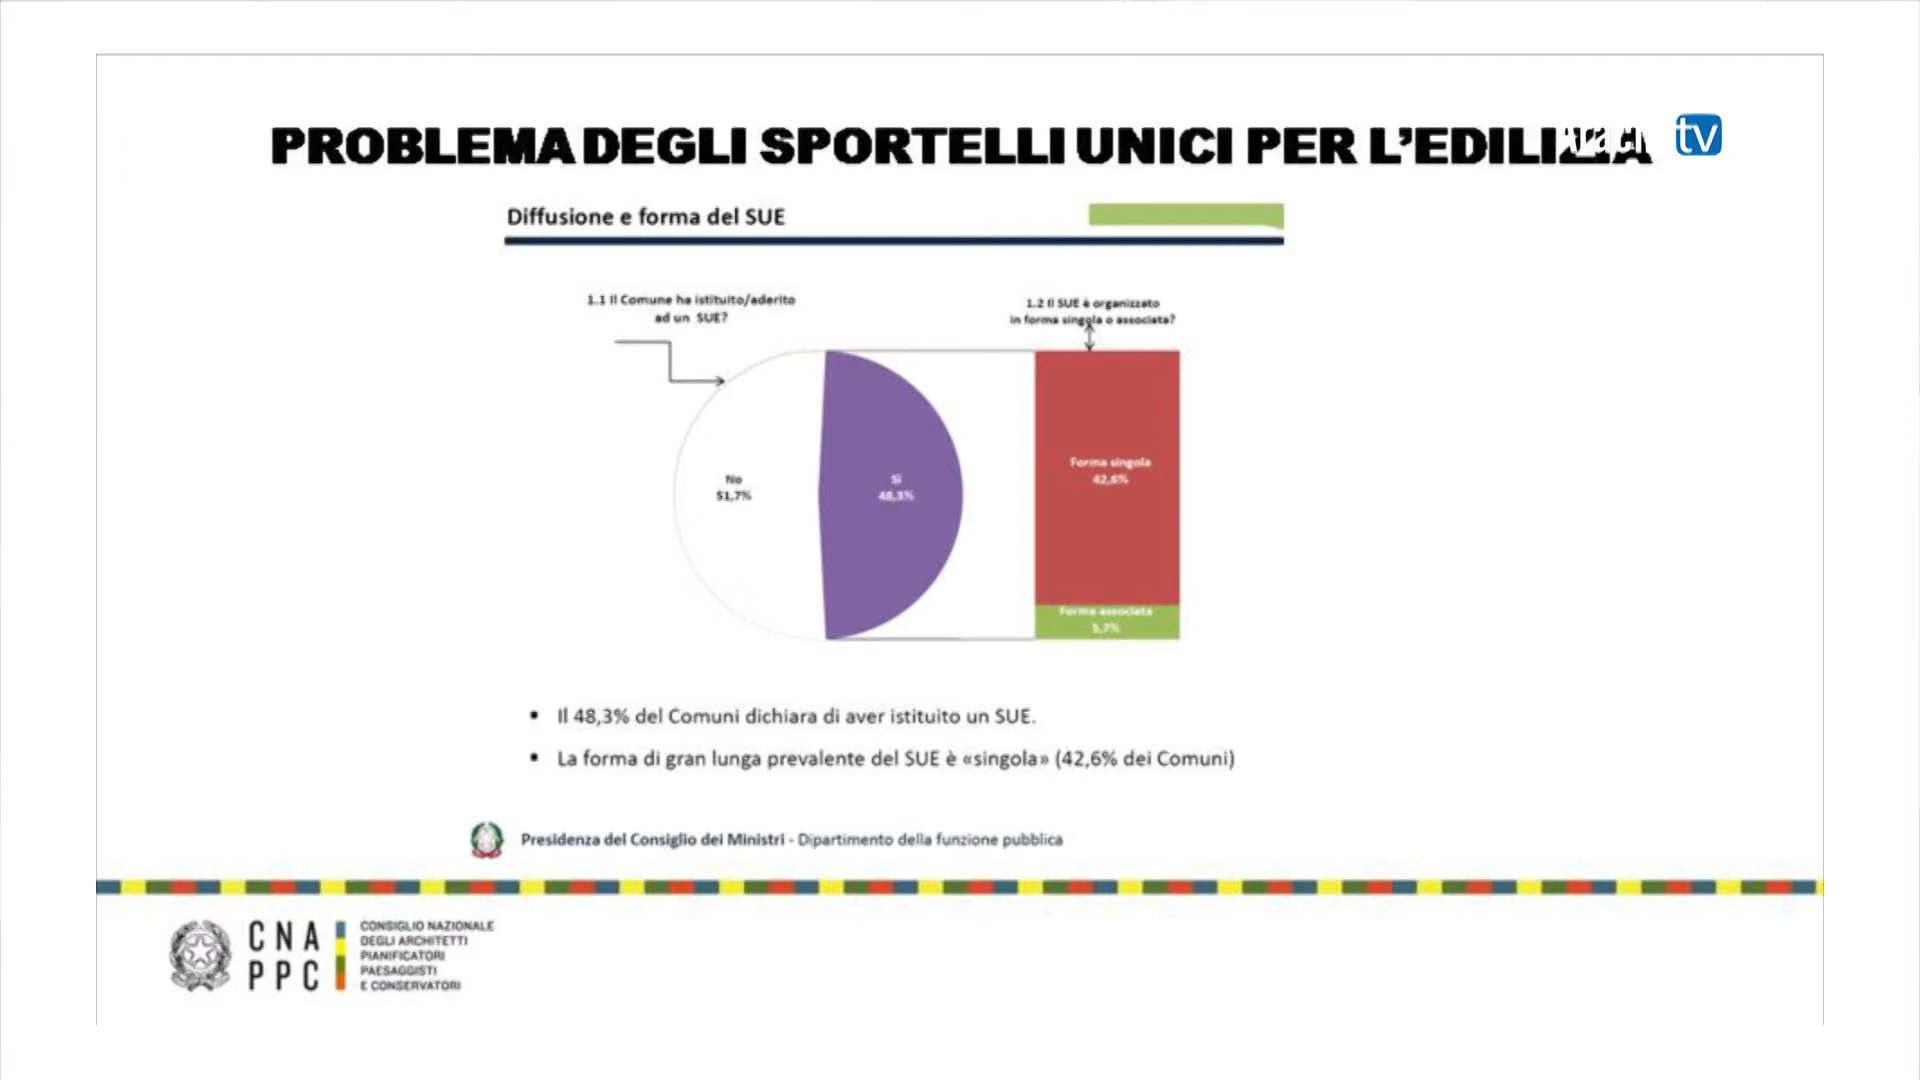 PROBLEMA DEGLI SPORTELLI UNICI PER L’EDILIZIA
tv
Diffusione e forma del SUE
1.1 Il Comune ha istituito/aderito
ad un SUE?
1.2 Il SUE è organizzato
in forma singola o associata?
No
51,7%
Sì
48,3%
Forma singola
42,6%
Forma associata
5,7%
▪ Il 48,3% dei Comuni dichiara di aver istituito un SUE.
▪ La forma di gran lunga prevalente del SUE è «singola» (42,6% dei Comuni)
Presidenza del Consiglio dei Ministri - Dipartimento della funzione pubblica
CNA
PPC
CONSIGLIO NAZIONALE
DEGLI ARCHITETTI
PIANIFICATORI
PAESAGGISTI
E CONSERVATORI